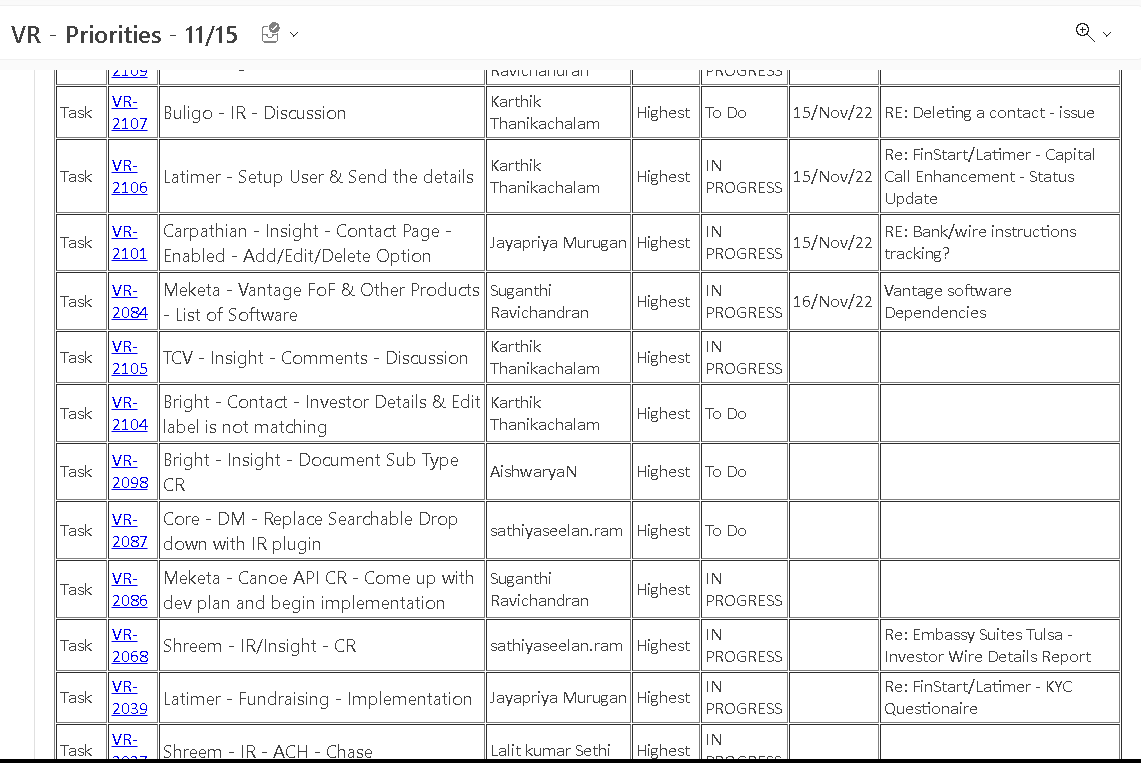 VR - Priorities - 11/15
2109
Ravichandran
PROGRESS
Task
VR-
2107
Buligo - IR - Discussion
Karthik
Thanikachalam
Highest
To Do
15/Nov/22
RE: Deleting a contact - issue
Task
VR-
2106
Latimer - Setup User & Send the details
Karthik
Thanikachalam
Highest
IN
PROGRESS
15/Nov/22
Re: FinStart/Latimer - Capital
Call Enhancement - Status
Update
Task
VR-
2101
Carpathian - Insight - Contact Page -
Enabled - Add/Edit/Delete Option
Jayapriya Murugan
Highest
IN
PROGRESS
15/Nov/22
RE: Bank/wire instructions
tracking?
Task
VR-
2084
Meketa - Vantage FoF & Other Products
- List of Software
Suganthi
Ravichandran
Highest
IN
PROGRESS
16/Nov/22
Vantage software
Dependencies
Task
VR-
2105
TCV - Insight - Comments - Discussion
Karthik
Thanikachalam
Highest
IN
PROGRESS
Task
VR-
2104
Bright - Contact - Investor Details & Edit
label is not matching
Karthik
Thanikachalam
Highest
To Do
Task
VR-
2098
Bright - Insight - Document Sub Type
CR
AishwaryaN
Highest
To Do
Task
VR-
2087
Core - DM - Replace Searchable Drop
down with IR plugin
sathiyaseelan.ram
Highest
To Do
Task
VR-
2086
Meketa - Canoe API CR - Come up with
dev plan and begin implementation
Suganthi
Ravichandran
Highest
IN
PROGRESS
Task
VR-
2068
Shreem - IR/Insight - CR
sathiyaseelan.ram
Highest
IN
PROGRESS
Re: Embassy Suites Tulsa -
Investor Wire Details Report
Task
VR-
2039
Latimer - Fundraising - Implementation
Jayapriya Murugan
Highest
IN
PROGRESS
Re: FinStart/Latimer - KYC
Questionaire
Task
VR-
Shreem - IR - ACH - Chase
Lalit kumar Sethi
Highest
IN
PROGRESS